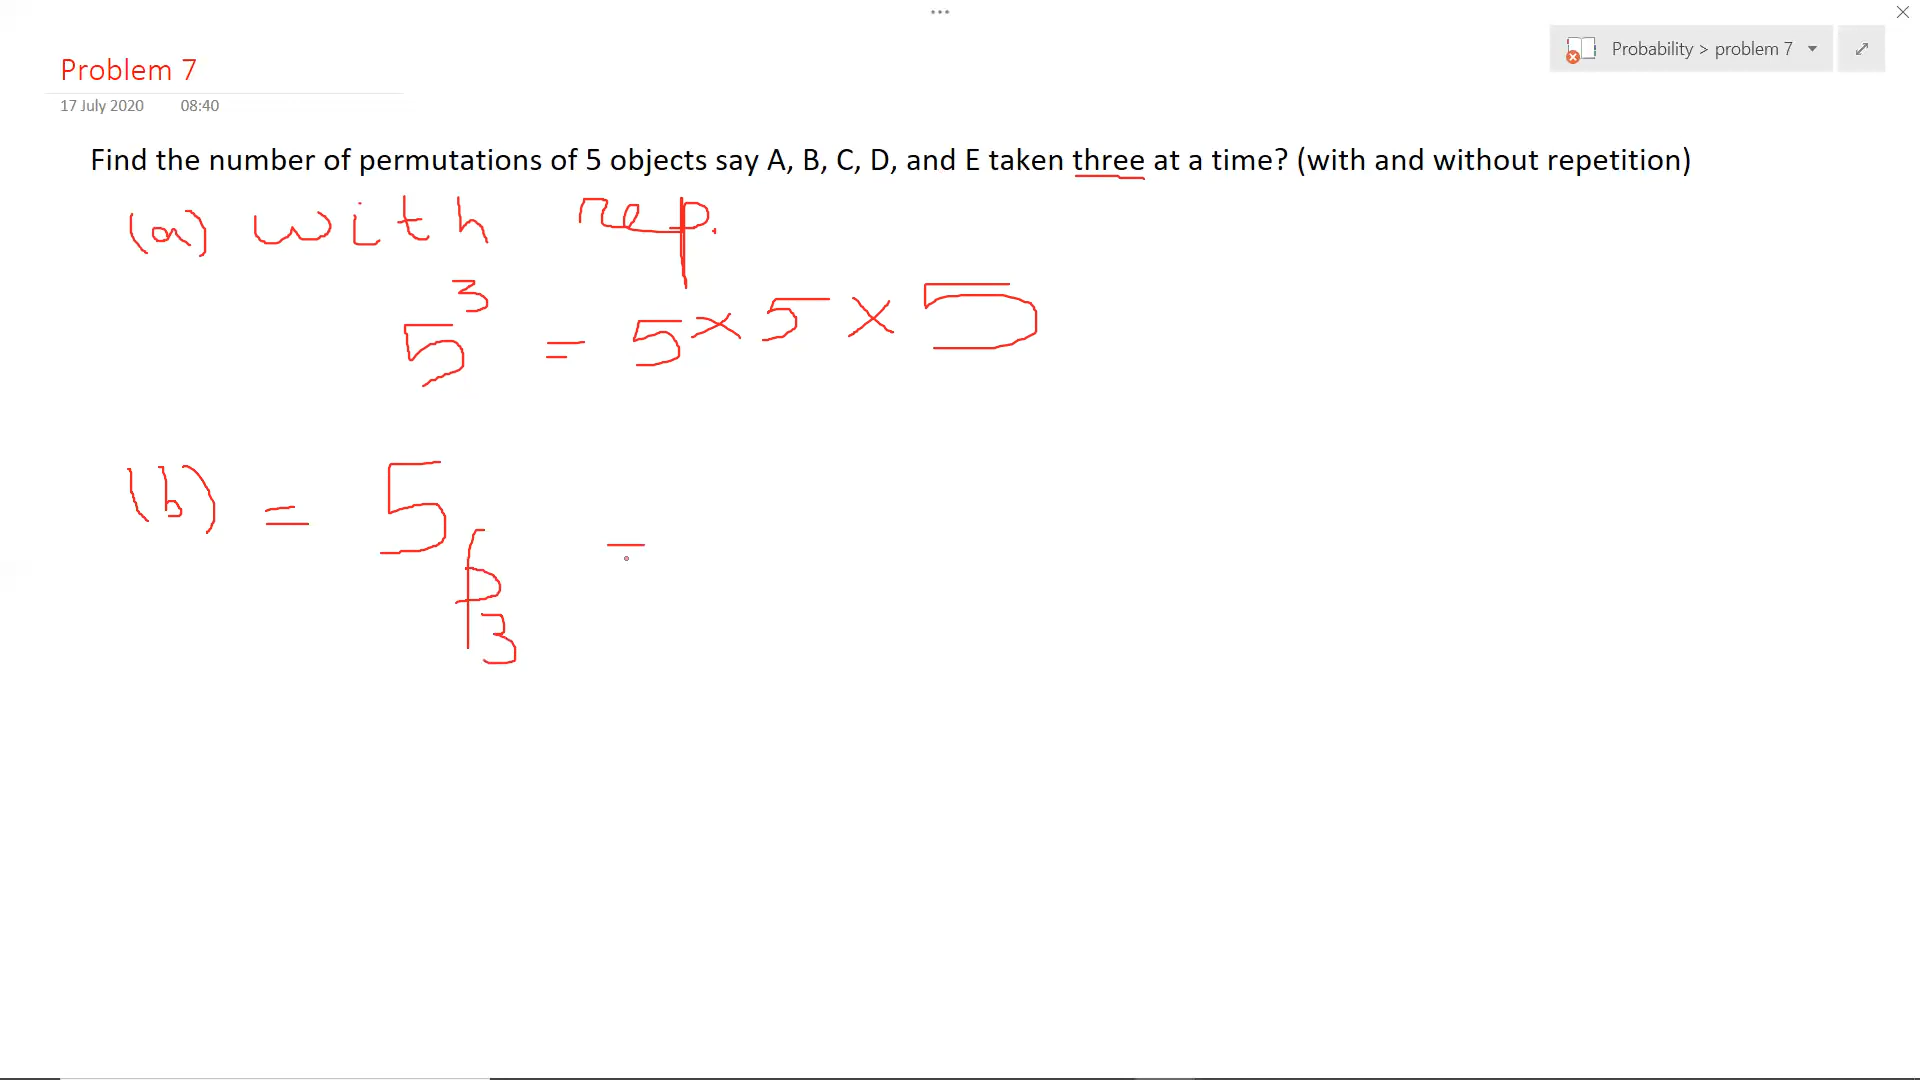 Probability > problem 7
Problem 7
17 July 2020 08:40
Find the number of permutations of 5 objects say A, B, C, D, and E taken three at a time? (with and without repetition)
(a) with rep.
5³ = 5 × 5 × 5
(b) = 5P3 =